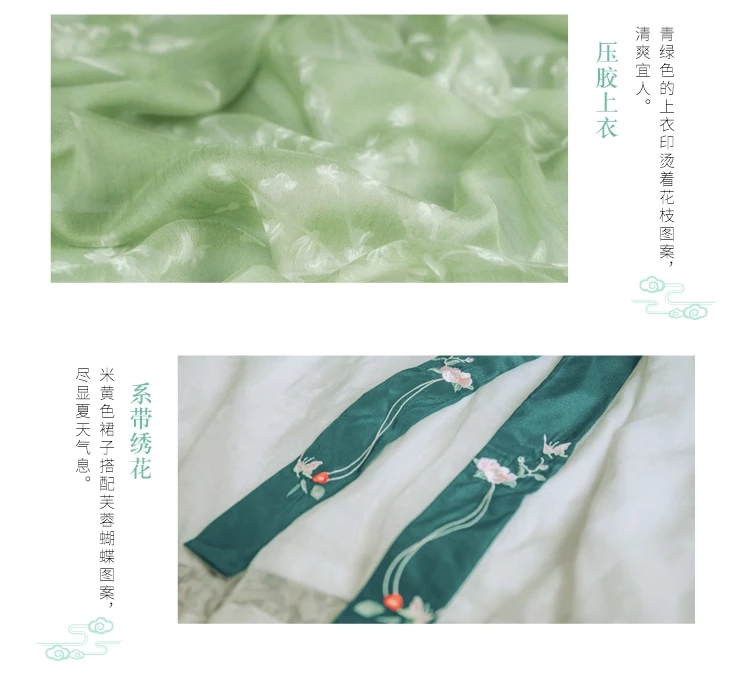 压胶上衣
青绿色的上衣印烫着花枝图案，
清爽宜人。
系带绣花
米黄色裙子搭配芙蓉蝴蝶图案，
尽显夏天气息。